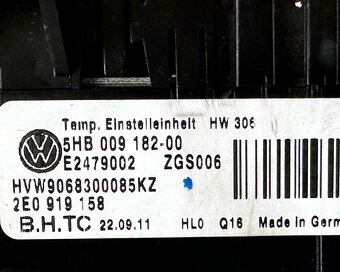 Temp. Einstelleinheit HW 306
5HB 009 182-00
E2479002 ZGS006
HVW9068300085KZ
2E0 919 158
B.H.TC 22.09.11 HL0 Q16 Made in Germ